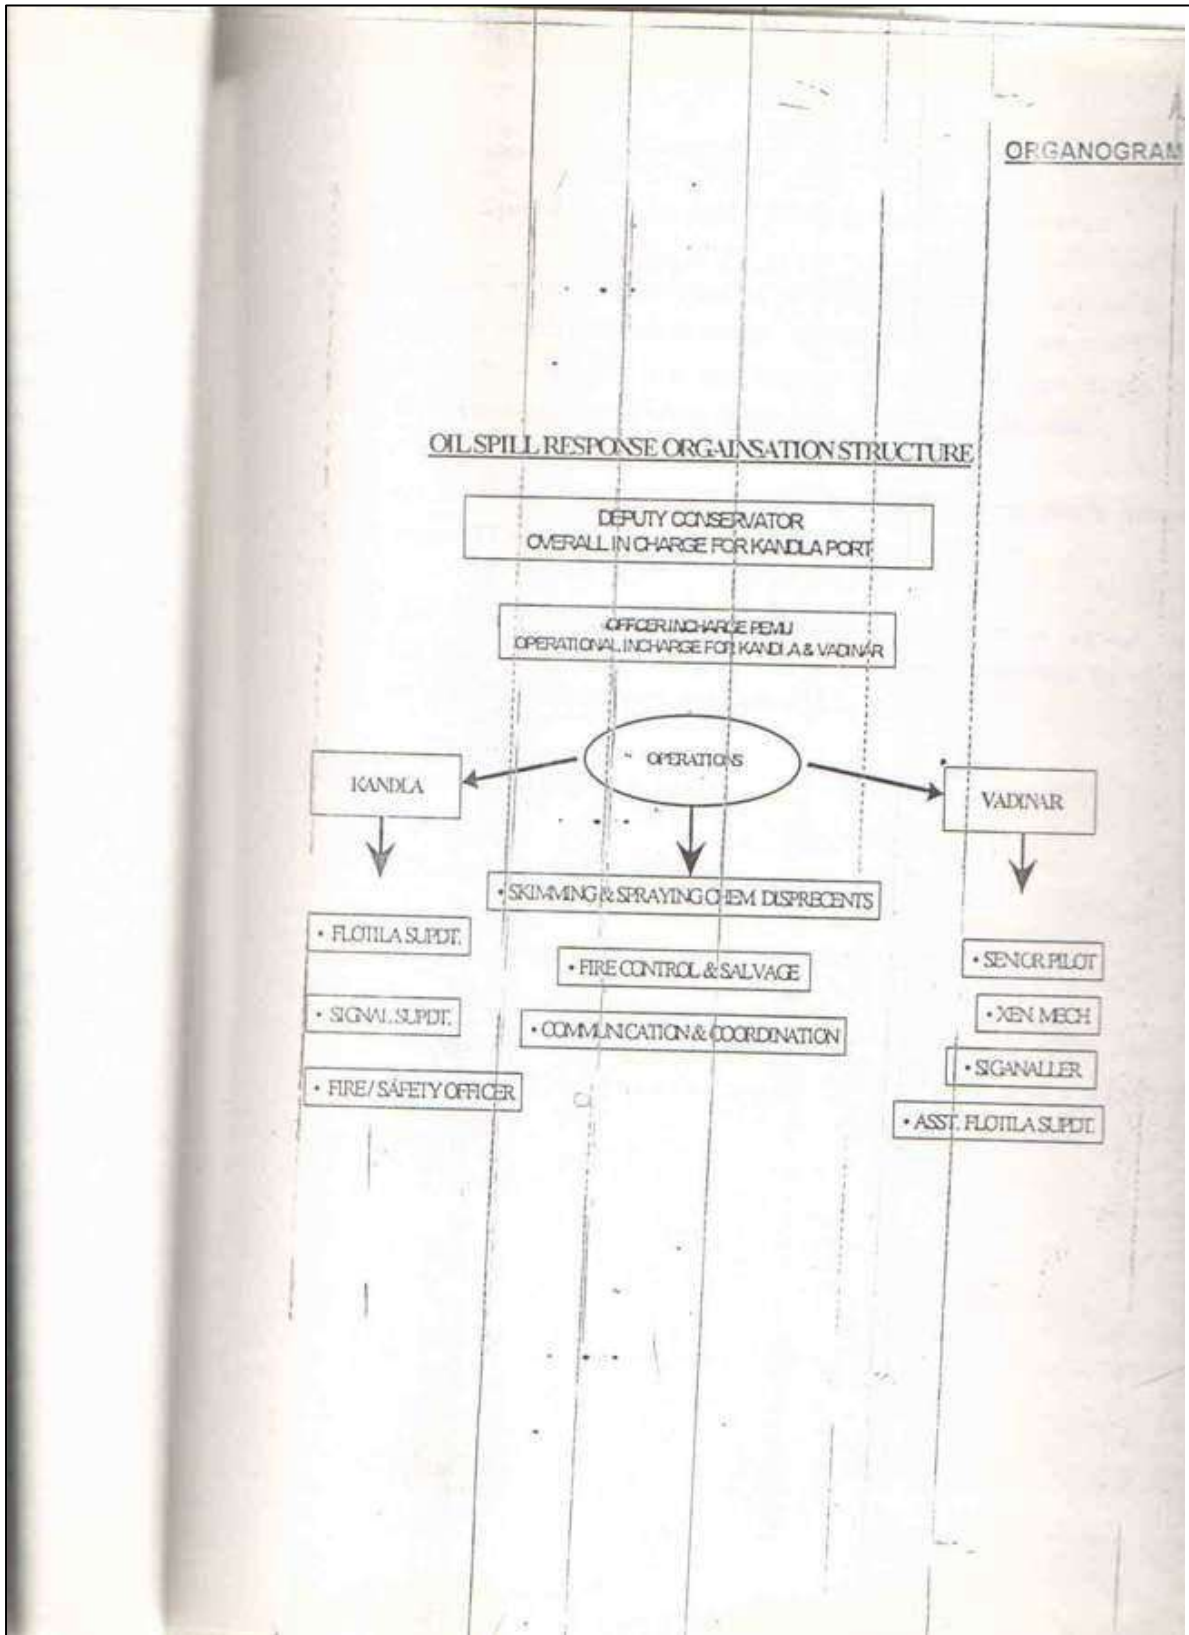 ORGANOGRAM
OIL SPILL RESPONSE ORGAINSATION STRUCTURE
DEPUTY CONSERVATOR
OVERALL IN CHARGE FOR KANDLA PORT
OFFICER INCHARGE PEMU
OPERATIONAL INCHARGE FOR KANDLA & VADINAR
OPERATIONS
KANDLA
VADINAR
• SKIMMING & SPRAYING CHEM. DISPRECENTS
• FLOTILA SUPDT.
• FIRE CONTROL & SALVAGE
• SENIOR PILOT
• SIGNAL SUPDT.
• COMMUNICATION & COORDINATION
• XEN MECH
• SIGANALLER
• FIRE / SAFETY OFFICER
• ASST. FLOTILA SUPDT.